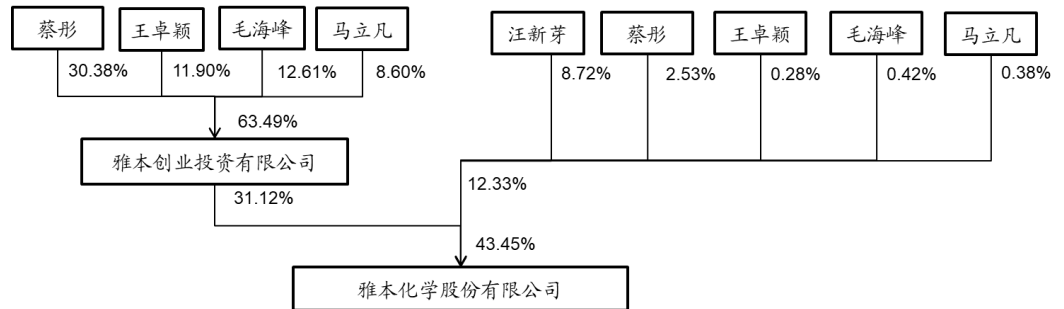 蔡彤 王卓颖 毛海峰 马立凡 汪新芽 蔡彤 王卓颖 毛海峰 马立凡
30.38% 11.90% 12.61% 8.60% 8.72% 2.53% 0.28% 0.42% 0.38%
63.49%
雅本创业投资有限公司
31.12% 12.33%
43.45%
雅本化学股份有限公司